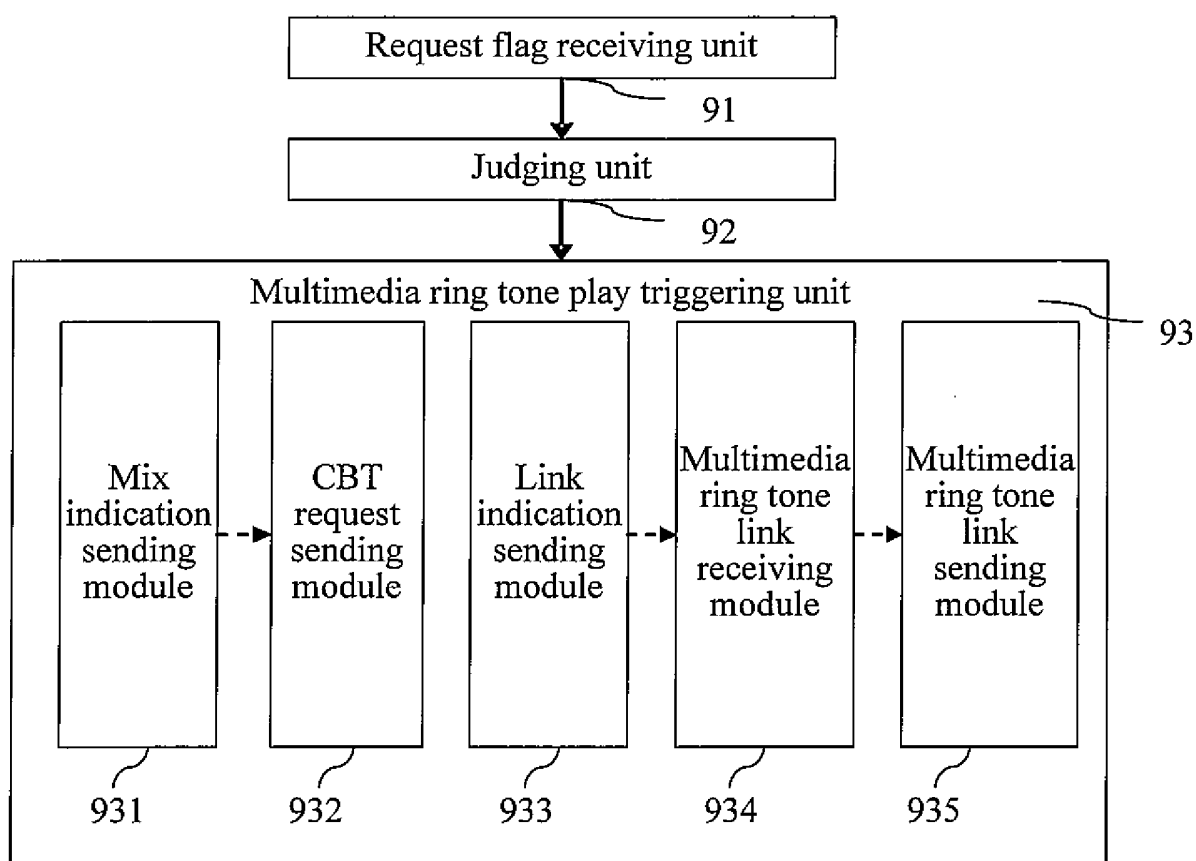 Request flag receiving unit
91
Judging unit
92
Multimedia ring tone play triggering unit
93
Mix
indication
sending
module
CBT
request
sending
module
Link
indication
sending
module
Multimedia
ring tone
link
receiving
module
Multimedia
ring tone
link
sending
module
931
932
933
934
935